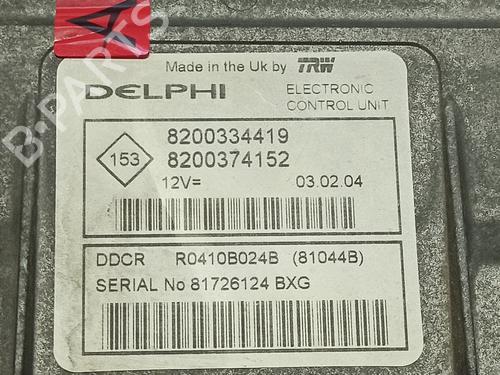 B-PARTS
Made in the Uk by TRW
DELPHI ELECTRONIC CONTROL UNIT
153 8200334419
8200374152
12V= 03.02.04
DDCR R0410B024B (81044B)
SERIAL No 81726124 BXG